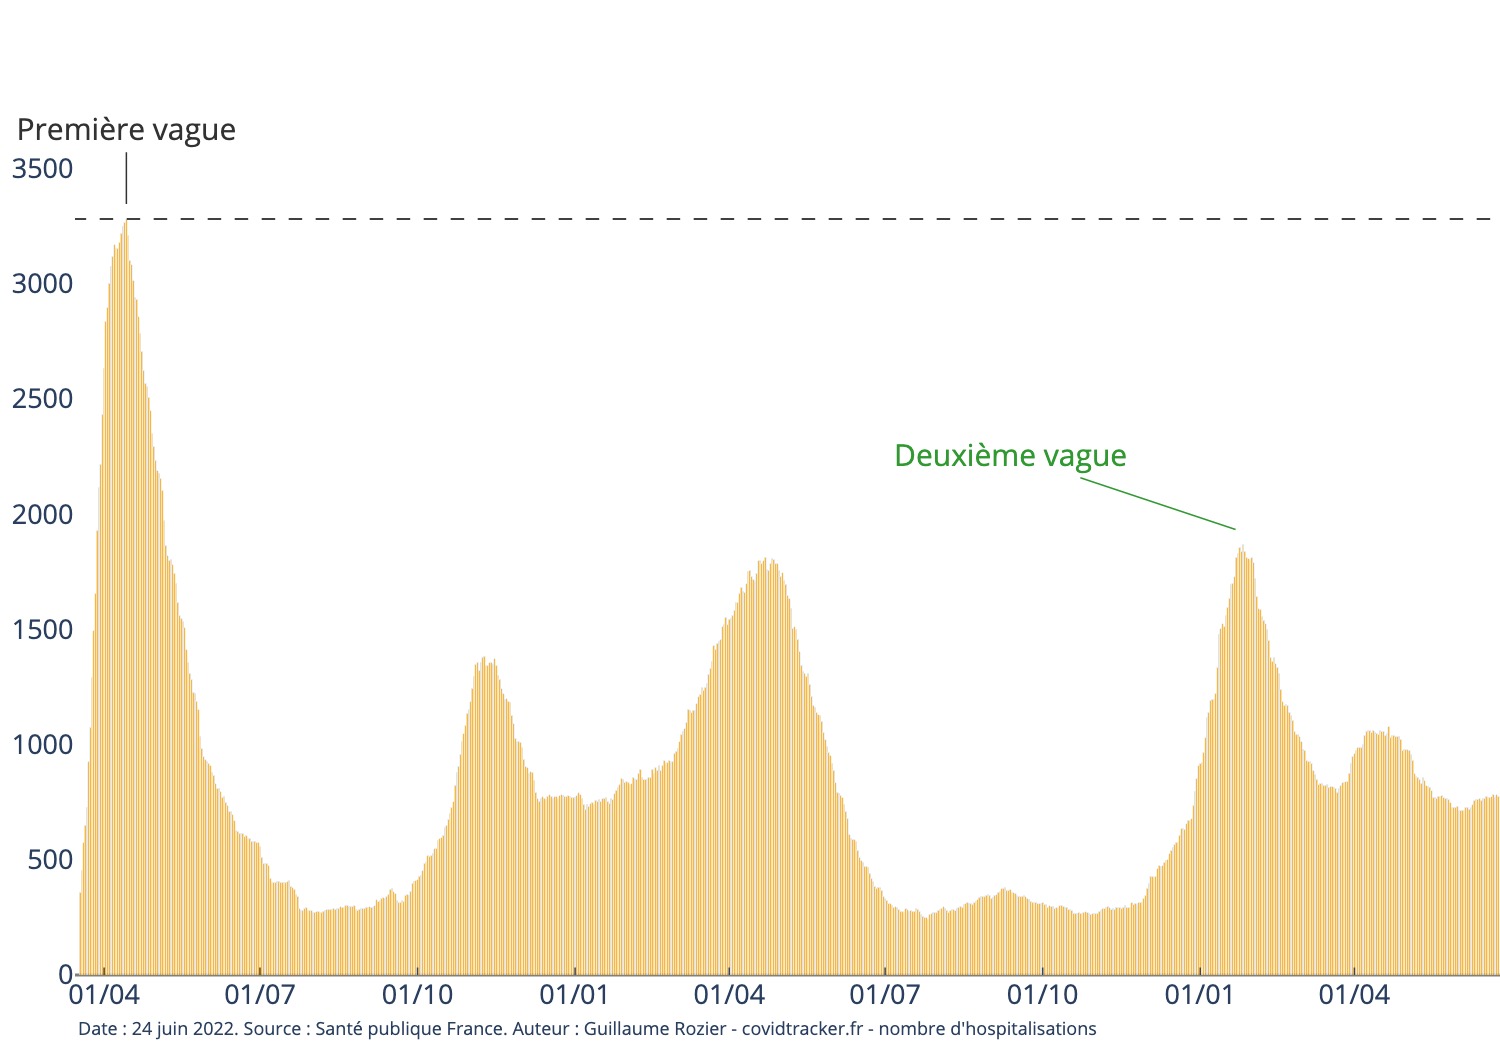 Première vague
3500
3000
2500
Deuxième vague
2000
1500
1000
500
0
01/04 01/07 01/10 01/01 01/04 01/07 01/10 01/01 01/04
Date : 24 juin 2022. Source : Santé publique France. Auteur : Guillaume Rozier - covidtracker.fr - nombre d'hospitalisations